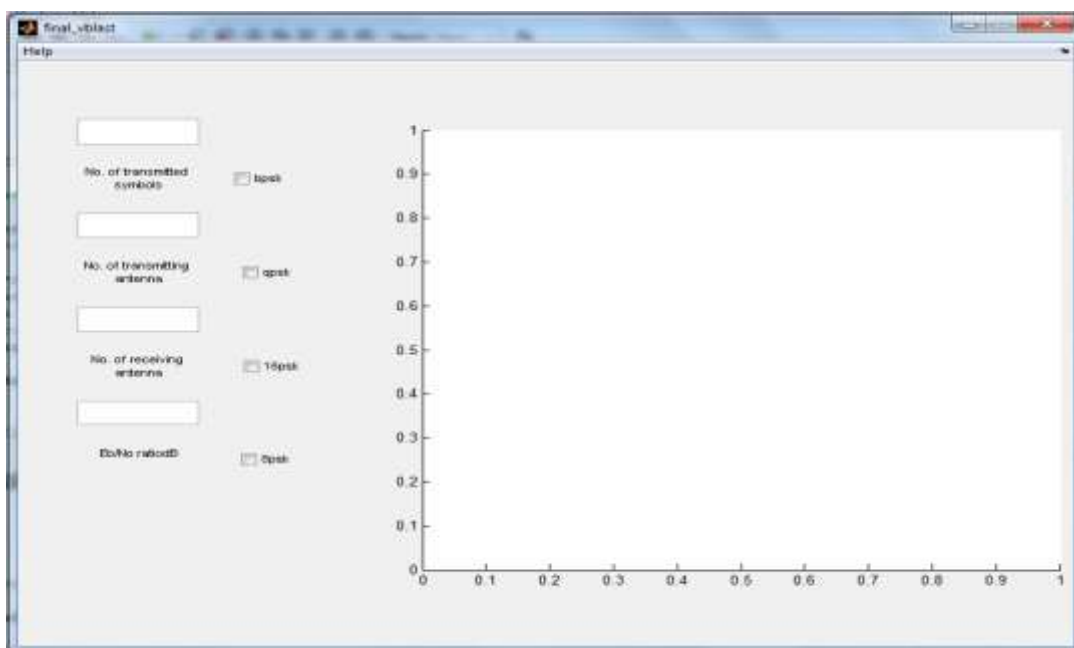 final_vblast
Help
No. of transmitted
symbols
bpsk
No. of transmitting
antenna
qpsk
No. of receiving
antenna
16psk
Eb/No ratiodB
8psk
1
0.9
0.8
0.7
0.6
0.5
0.4
0.3
0.2
0.1
0
0 0.1 0.2 0.3 0.4 0.5 0.6 0.7 0.8 0.9 1